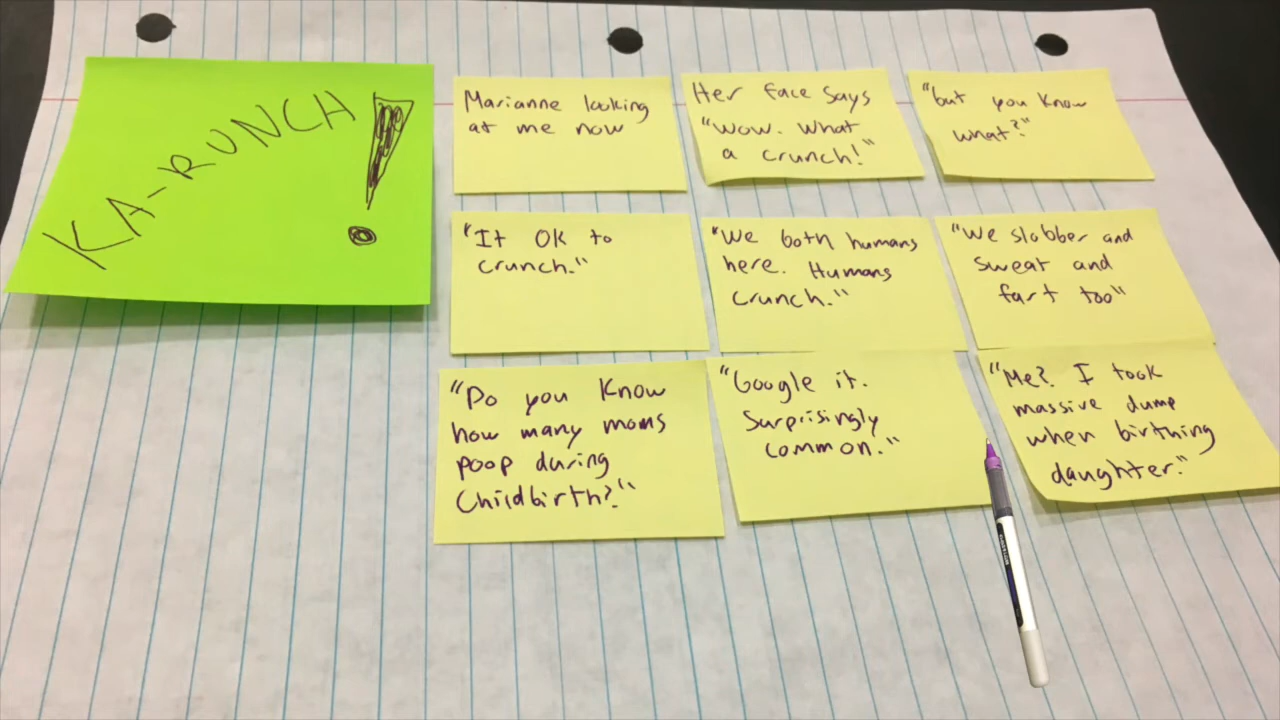 KA-RUNCH!
Marianne looking
at me now
Her face says
"Wow. What
a crunch!"
"but you know
what?"
"It OK to
crunch."
"We both humans
here. Humans
crunch."
"We slobber and
sweat and
fart too"
"Do you know
how many moms
poop during
Childbirth?"
"Google it.
Surprisingly
common."
"Me? I took
massive dump
when birthing
daughter."